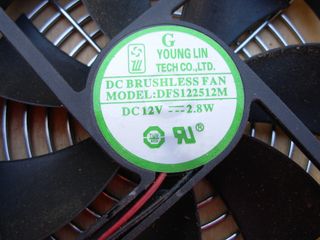 G
YOUNG LIN
TECH CO.,LTD.
DC BRUSHLESS FAN
MODEL:DFS122512M
DC 12V ⎓ 2.8W